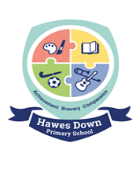 Achievement Bravery Compassion
Hawes Down
Primary School